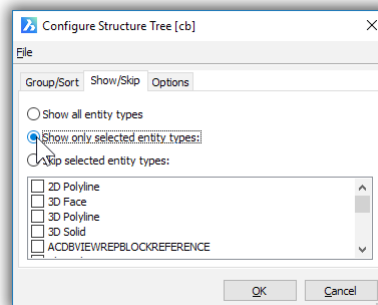 Configure Structure Tree [cb]
File
Group/Sort Show/Skip Options
Show all entity types
Show only selected entity types:
selected entity types:
2D Polyline
3D Face
3D Polyline
3D Solid
ACDBVIEWREPBLOCKREFERENCE
OK Cancel